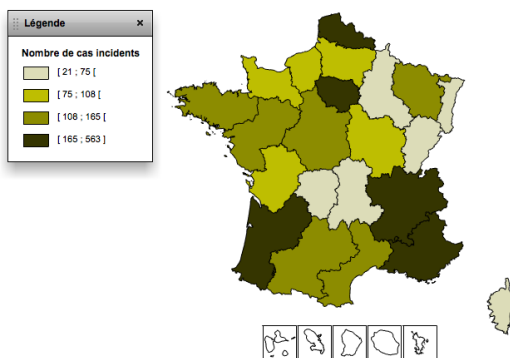 Légende ×
Nombre de cas incidents
[ 21 ; 75 [
[ 75 ; 108 [
[ 108 ; 165 [
[ 165 ; 563 ]